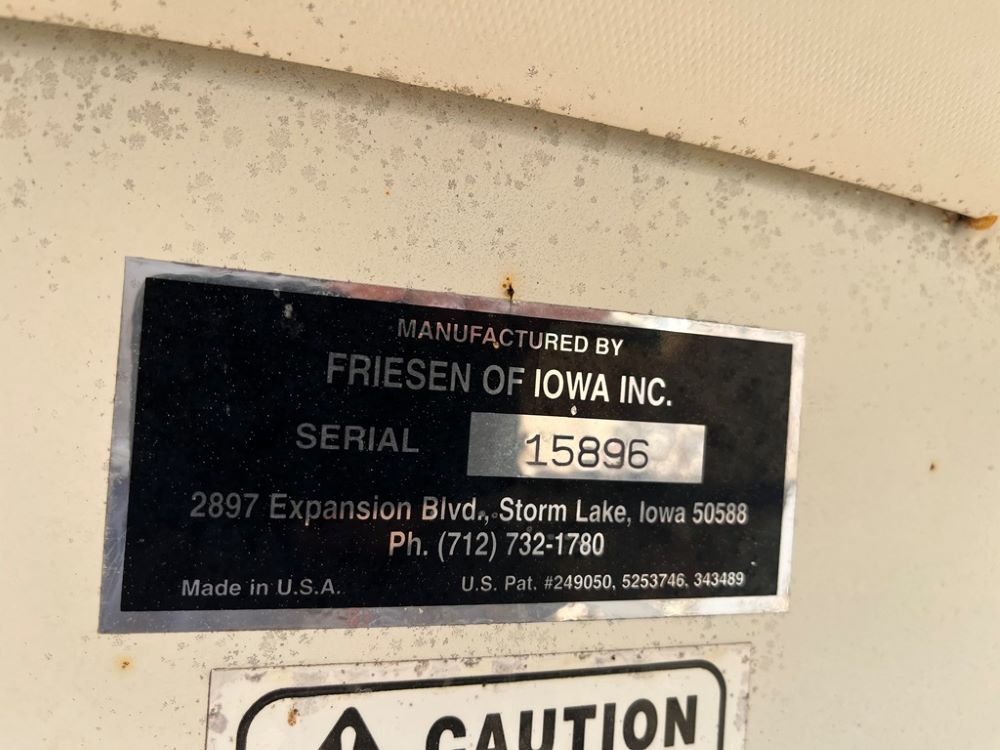 MANUFACTURED BY
FRIESEN OF IOWA INC.
SERIAL 15896
2897 Expansion Blvd., Storm Lake, Iowa 50588
Ph. (712) 732-1780
Made in U.S.A. U.S. Pat. #249050, 5253746, 343489
CAUTION